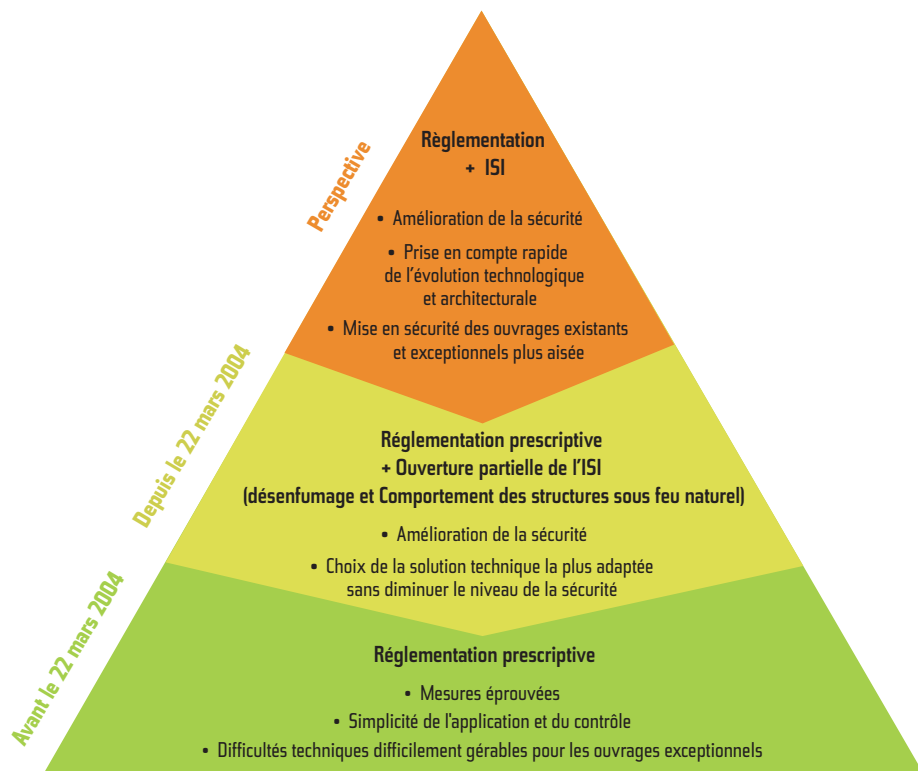 Perspective
Règlementation
+ ISI
• Amélioration de la sécurité
• Prise en compte rapide
de l'évolution technologique
et architecturale
• Mise en sécurité des ouvrages existants
et exceptionnels plus aisée
Depuis le 22 mars 2004
Réglementation prescriptive
+ Ouverture partielle de l'ISI
(désenfumage et Comportement des structures sous feu naturel)
• Amélioration de la sécurité
• Choix de la solution technique la plus adaptée
sans diminuer le niveau de la sécurité
Avant le 22 mars 2004
Réglementation prescriptive
• Mesures éprouvées
• Simplicité de l'application et du contrôle
• Difficultés techniques difficilement gérables pour les ouvrages exceptionnels